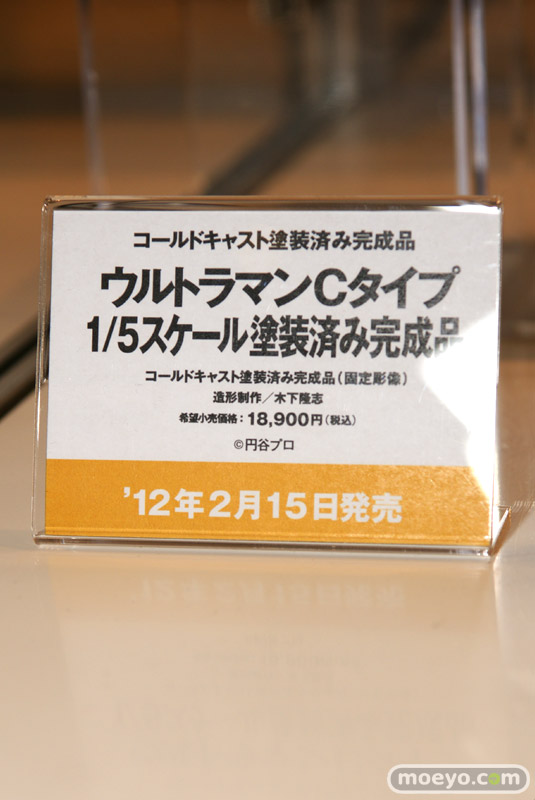 コールドキャスト塗装済み完成品
ウルトラマンCタイプ
1/5スケール塗装済み完成品
コールドキャスト塗装済み完成品(固定彫像)
造形制作/木下隆志
希望小売価格:18,900円(税込)
©円谷プロ
'12年2月15日発売
moeyo.com